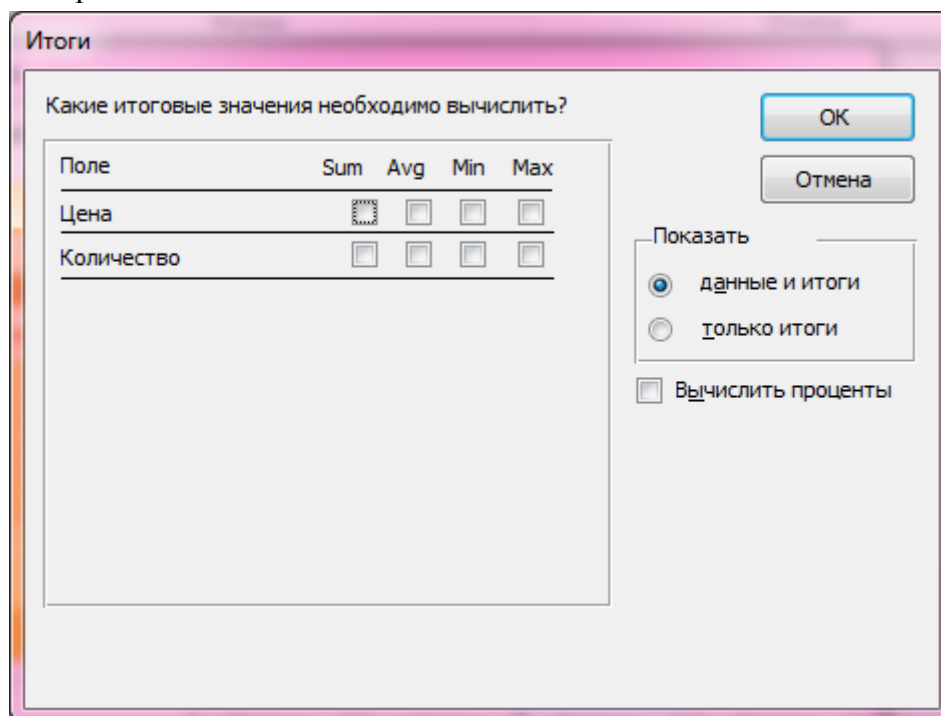 Итоги
Какие итоговые значения необходимо вычислить?
ОК
Отмена
Поле Sum Avg Min Max
Цена
Количество
Показать
данные и итоги
только итоги
Вычислить проценты